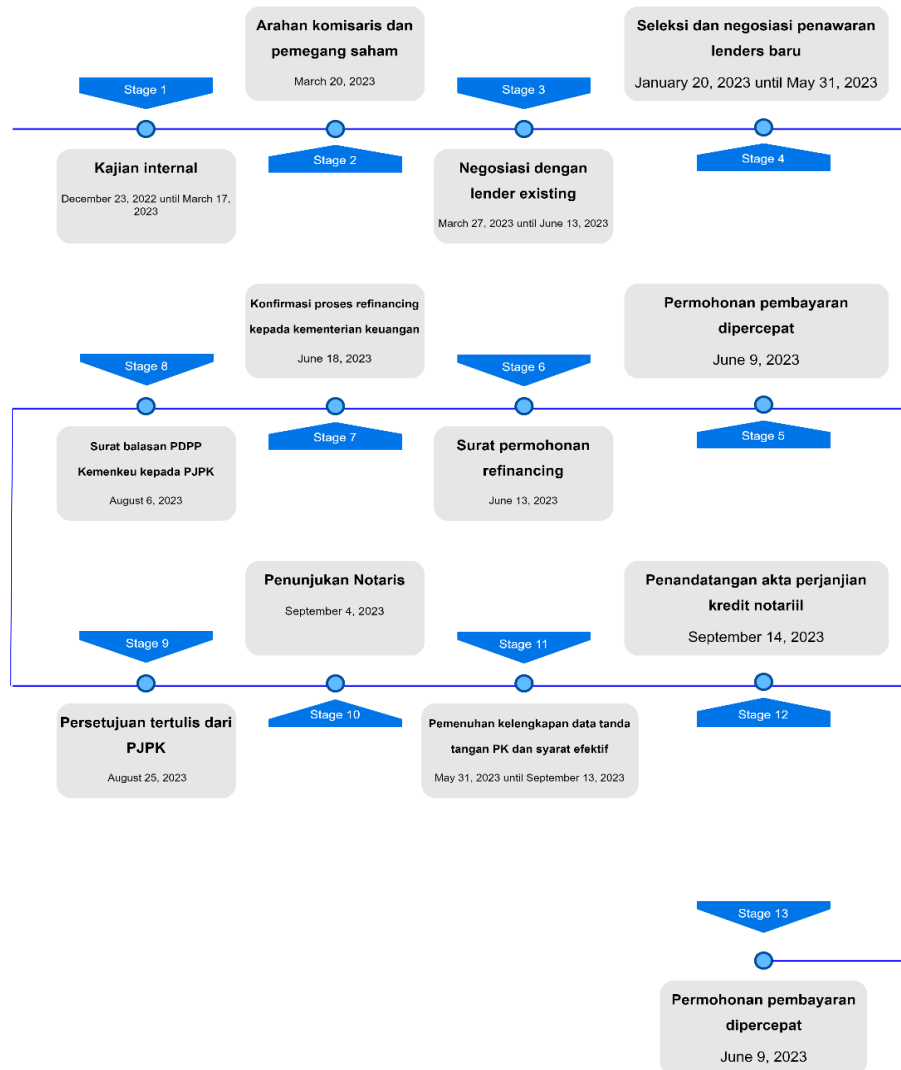 Stage 1
Kajian internal
December 23, 2022 until March 17,
2023
Arahan komisaris dan
pemegang saham
March 20, 2023
Stage 2
Stage 3
Negosiasi dengan
lender existing
March 27, 2023 until June 13, 2023
Seleksi dan negosiasi penawaran
lenders baru
January 20, 2023 until May 31, 2023
Stage 4
Permohonan pembayaran
dipercepat
June 9, 2023
Stage 5
Stage 6
Surat permohonan
refinancing
June 13, 2023
Konfirmasi proses refinancing
kepada kementerian keuangan
June 18, 2023
Stage 7
Stage 8
Surat balasan PDPP
Kemenkeu kepada PJPK
August 6, 2023
Stage 9
Persetujuan tertulis dari
PJPK
August 25, 2023
Penunjukan Notaris
September 4, 2023
Stage 10
Stage 11
Pemenuhan kelengkapan data tanda
tangan PK dan syarat efektif
May 31, 2023 until September 13, 2023
Penandatangan akta perjanjian
kredit notariil
September 14, 2023
Stage 12
Stage 13
Permohonan pembayaran
dipercepat
June 9, 2023